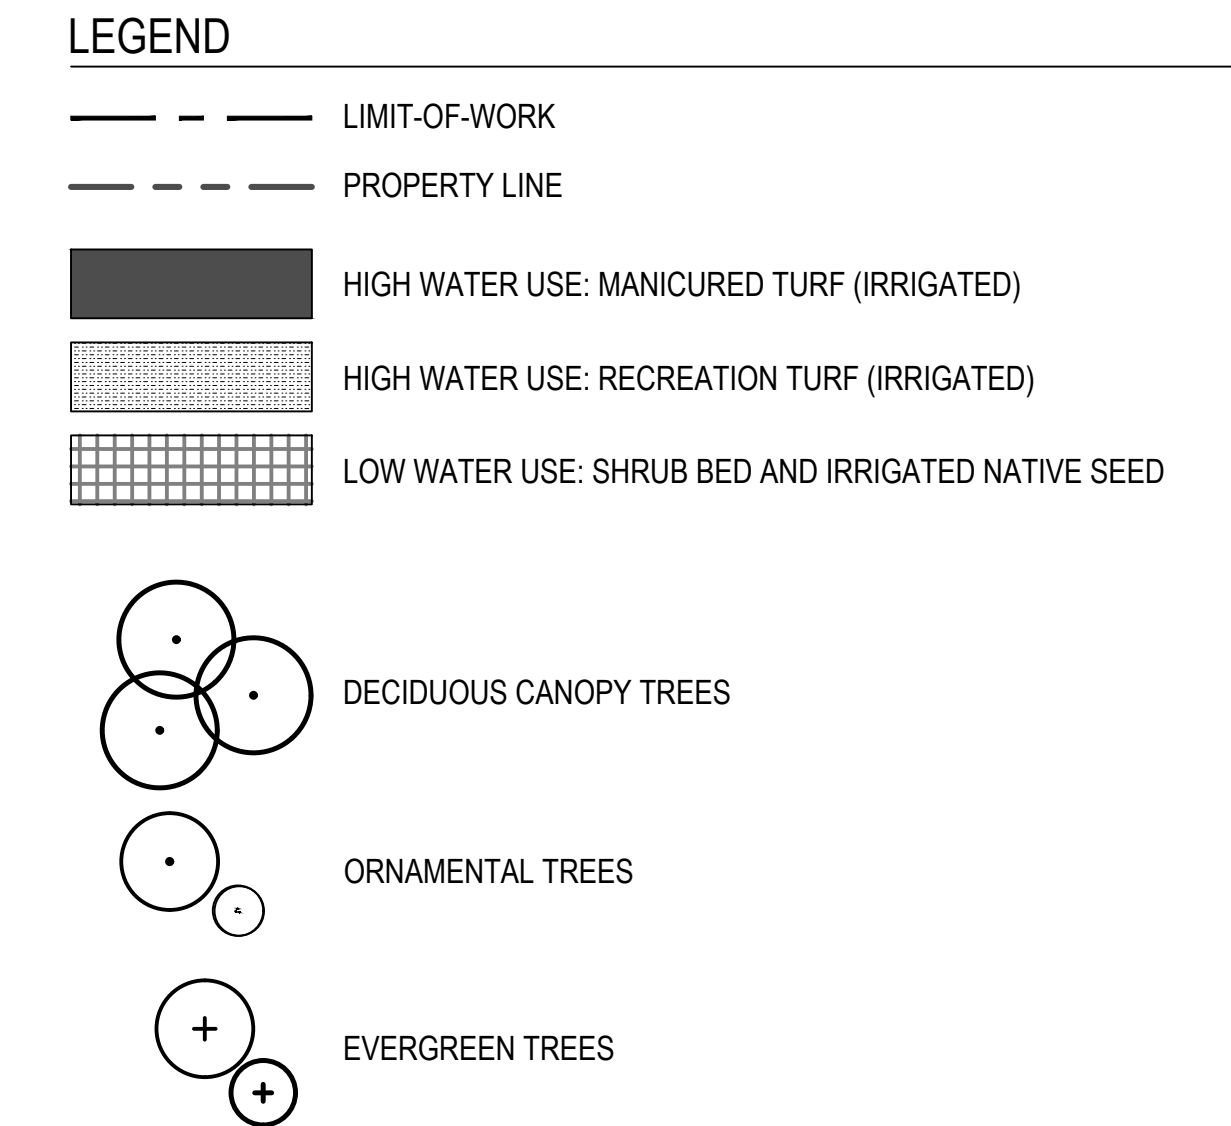 LEGEND
LIMIT-OF-WORK
PROPERTY LINE
HIGH WATER USE: MANICURED TURF (IRRIGATED)
HIGH WATER USE: RECREATION TURF (IRRIGATED)
LOW WATER USE: SHRUB BED AND IRRIGATED NATIVE SEED
DECIDUOUS CANOPY TREES
ORNAMENTAL TREES
EVERGREEN TREES